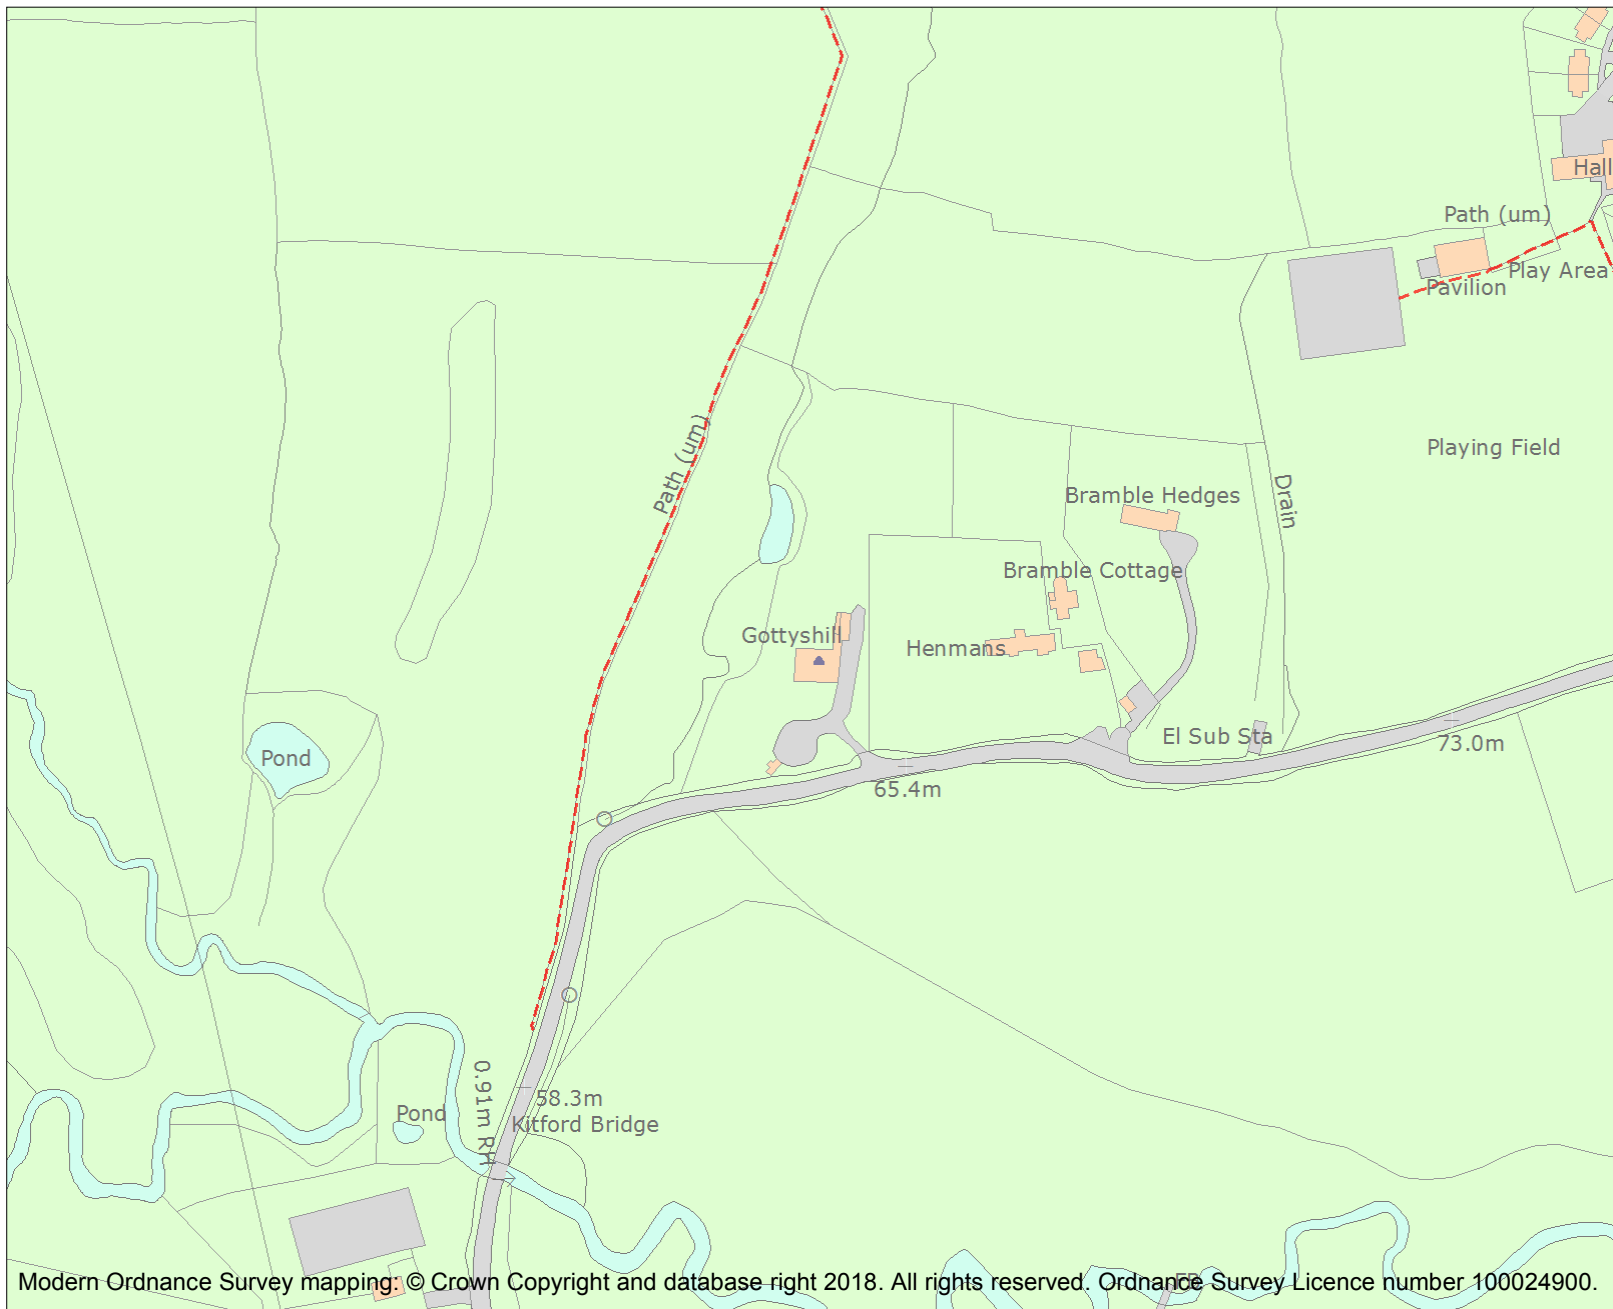 Hall
Path (um)
Play Area
Pavilion
Playing Field
Path (um)
Drain
Bramble Hedges
Bramble Cottage
Gottyshill
Henmans
El Sub Sta
73.0m
Pond
65.4m
0.91m RH
58.3m
Pond
Kitford Bridge
FB
Modern Ordnance Survey mapping: © Crown Copyright and database right 2018. All rights reserved. Ordnance Survey Licence number 100024900.